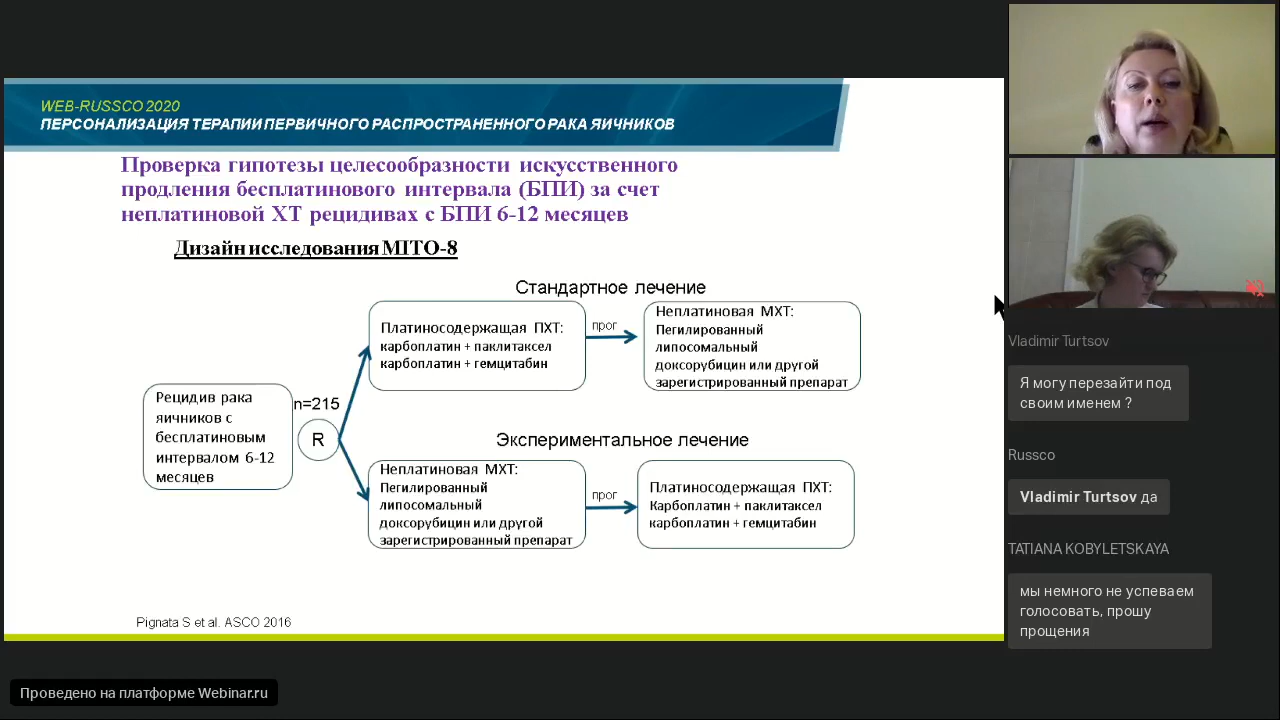 WEB-RUSSCO 2020
ПЕРСОНАЛИЗАЦИЯ ТЕРАПИИ ПЕРВИЧНОГО РАСПРОСТРАНЕННОГО РАКА ЯИЧНИКОВ
Проверка гипотезы целесообразности искусственного
продления бесплатинового интервала (БПИ) за счет
неплатиновой ХТ рецидивах с БПИ 6-12 месяцев
Дизайн исследования MITO-8
Стандартное лечение
Платиносодержащая ПХТ:
карбоплатин + паклитаксел
карбоплатин + гемцитабин
прог
Неплатиновая МХТ:
Пегилированный
липосомальный
доксорубицин или другой
зарегистрированный препарат
Рецидив рака
яичников с
бесплатиновым
интервалом 6-12
месяцев
n=215
R
Экспериментальное лечение
Неплатиновая МХТ:
Пегилированный
липосомальный
доксорубицин или другой
зарегистрированный препарат
прог
Платиносодержащая ПХТ:
Карбоплатин + паклитаксел
карбоплатин + гемцитабин
Pignata S et al. ASCO 2016
Проведено на платформе Webinar.ru
Vladimir Turtsov
Я могу перезайти под
своим именем ?
Russco
Vladimir Turtsov да
TATIANA KOBYLETSKAYA
мы немного не успеваем
голосовать, прошу
прощения